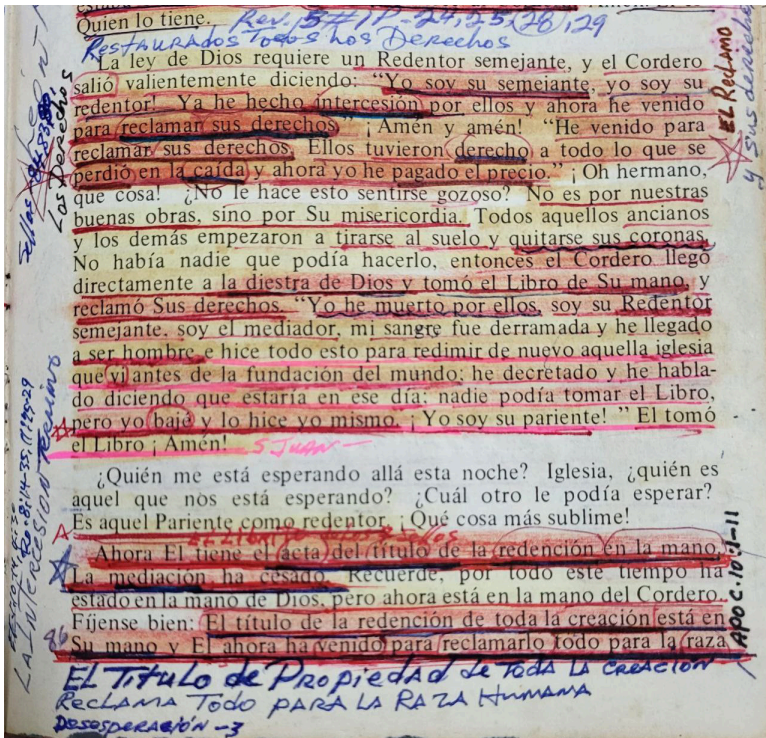 Quien lo tiene.
Rev. 5 # 1 P-24,25,28,29
Restaurados Todos Los Derechos
La ley de Dios requiere un Redentor semejante, y el Cordero
salió valientemente diciendo: “Yo soy su semejante, yo soy su
redentor! Ya he hecho intercesión por ellos y ahora he venido
para reclamar sus derechos” ¡Amén y amén! “He venido para
reclamar sus derechos. Ellos tuvieron derecho a todo lo que se
perdió en la caída y ahora yo he pagado el precio.” ¡Oh hermano,
que cosa! ¿No le hace esto sentirse gozoso? No es por nuestras
buenas obras, sino por Su misericordia. Todos aquellos ancianos
y los demás empezaron a tirarse al suelo y quitarse sus coronas.
No había nadie que podía hacerlo, entonces el Cordero llegó
directamente a la diestra de Dios y tomó el Libro de Su mano, y
reclamó Sus derechos. “Yo he muerto por ellos, soy su Redentor
semejante. soy el mediador, mi sangre fue derramada y he llegado
a ser hombre e hice todo esto para redimir de nuevo aquella iglesia
que vi antes de la fundación del mundo; he decretado y he habla-
do diciendo que estaría en ese día; nadie podía tomar el Libro,
pero yo bajé y lo hice yo mismo. ¡Yo soy su pariente! ” El tomó
el Libro ¡Amén!
5 JUAN
¿Quién me está esperando allá esta noche? Iglesia, ¿quién es
aquel que nos está esperando? ¿Cuál otro le podía esperar?
Es aquel Pariente como redentor. ¡Qué cosa más sublime!
Ahora El tiene el acta del título de la redención en la mano,
La mediación ha cesado. Recuerde, por todo este tiempo ha
estado en la mano de Dios, pero ahora está en la mano del Cordero.
Fíjense bien: El título de la redención de toda la creación está en
Su mano y El ahora ha venido para reclamarlo todo para la raza
86
EL Titulo de Propiedad de Toda LA CREACIÓN
RECLAMA TODO PARA LA RAZA HUMANA
Desesperación -3
EL RECLAMO
y sus derechos
APOC. 10:1-11
Los Derechos
Sellos
LA INTERCESION TERMINO
Ro. 8:14-35,